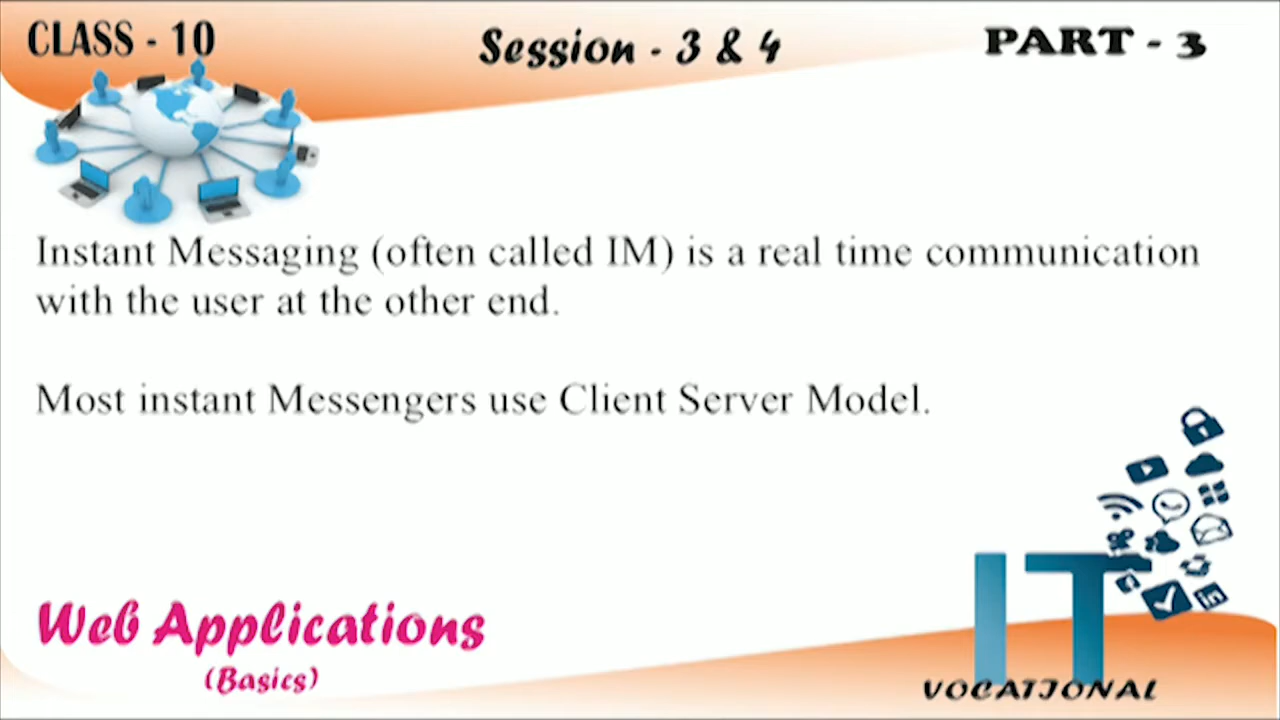 CLASS - 10
Session - 3 & 4
PART - 3
Instant Messaging (often called IM) is a real time communication
with the user at the other end.
Most instant Messengers use Client Server Model.
Web Applications
(Basics)
IT
VOCATIONAL